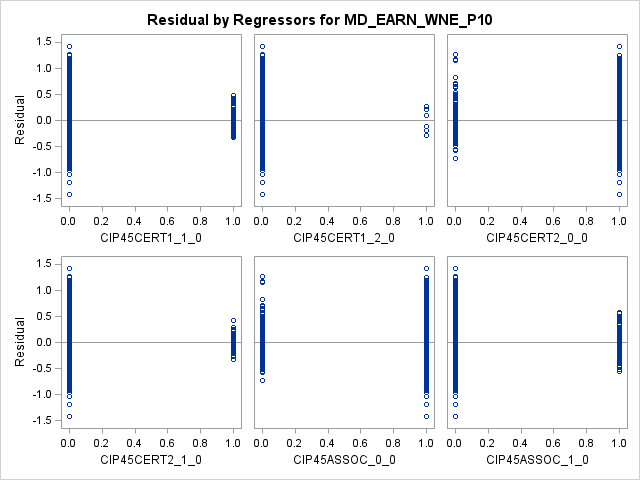 Residual by Regressors for MD_EARN_WNE_P10
1.5
1.0
0.5
0.0
-0.5
-1.0
-1.5
Residual
0.0 0.2 0.4 0.6 0.8 1.0
CIP45CERT1_1_0
0.0 0.2 0.4 0.6 0.8 1.0
CIP45CERT1_2_0
0.0 0.2 0.4 0.6 0.8 1.0
CIP45CERT2_0_0
1.5
1.0
0.5
0.0
-0.5
-1.0
-1.5
Residual
0.0 0.2 0.4 0.6 0.8 1.0
CIP45CERT2_1_0
0.0 0.2 0.4 0.6 0.8 1.0
CIP45ASSOC_0_0
0.0 0.2 0.4 0.6 0.8 1.0
CIP45ASSOC_1_0